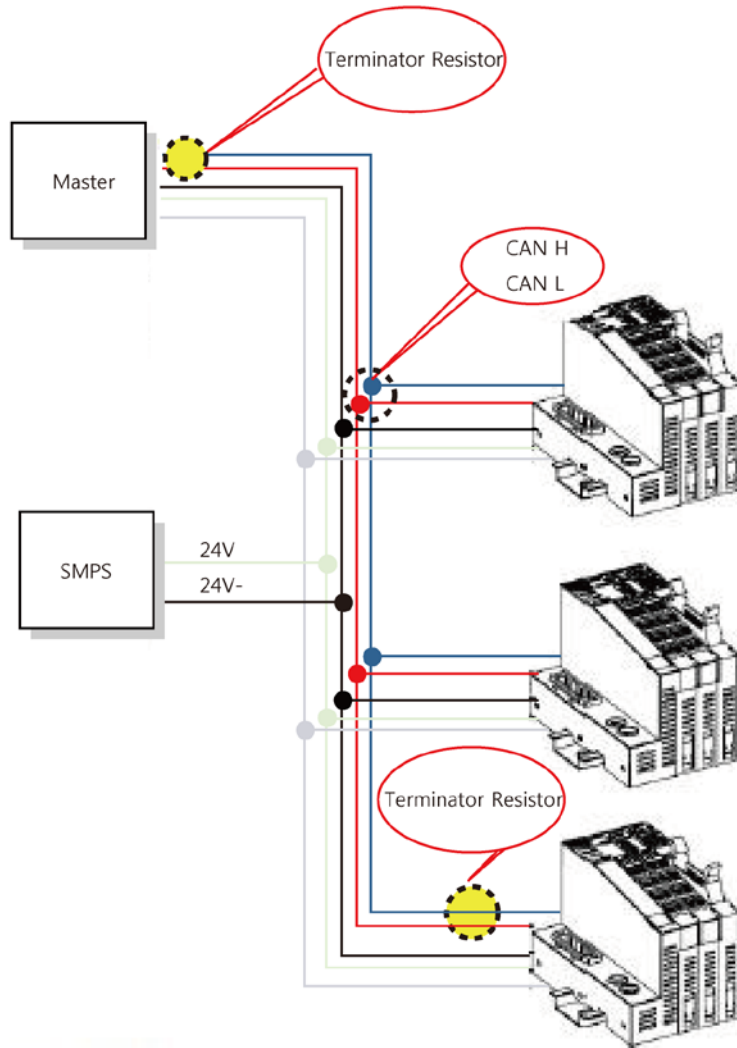 Terminator Resistor
Master
CAN H
CAN L
SMPS
24V
24V-
Terminator Resistor